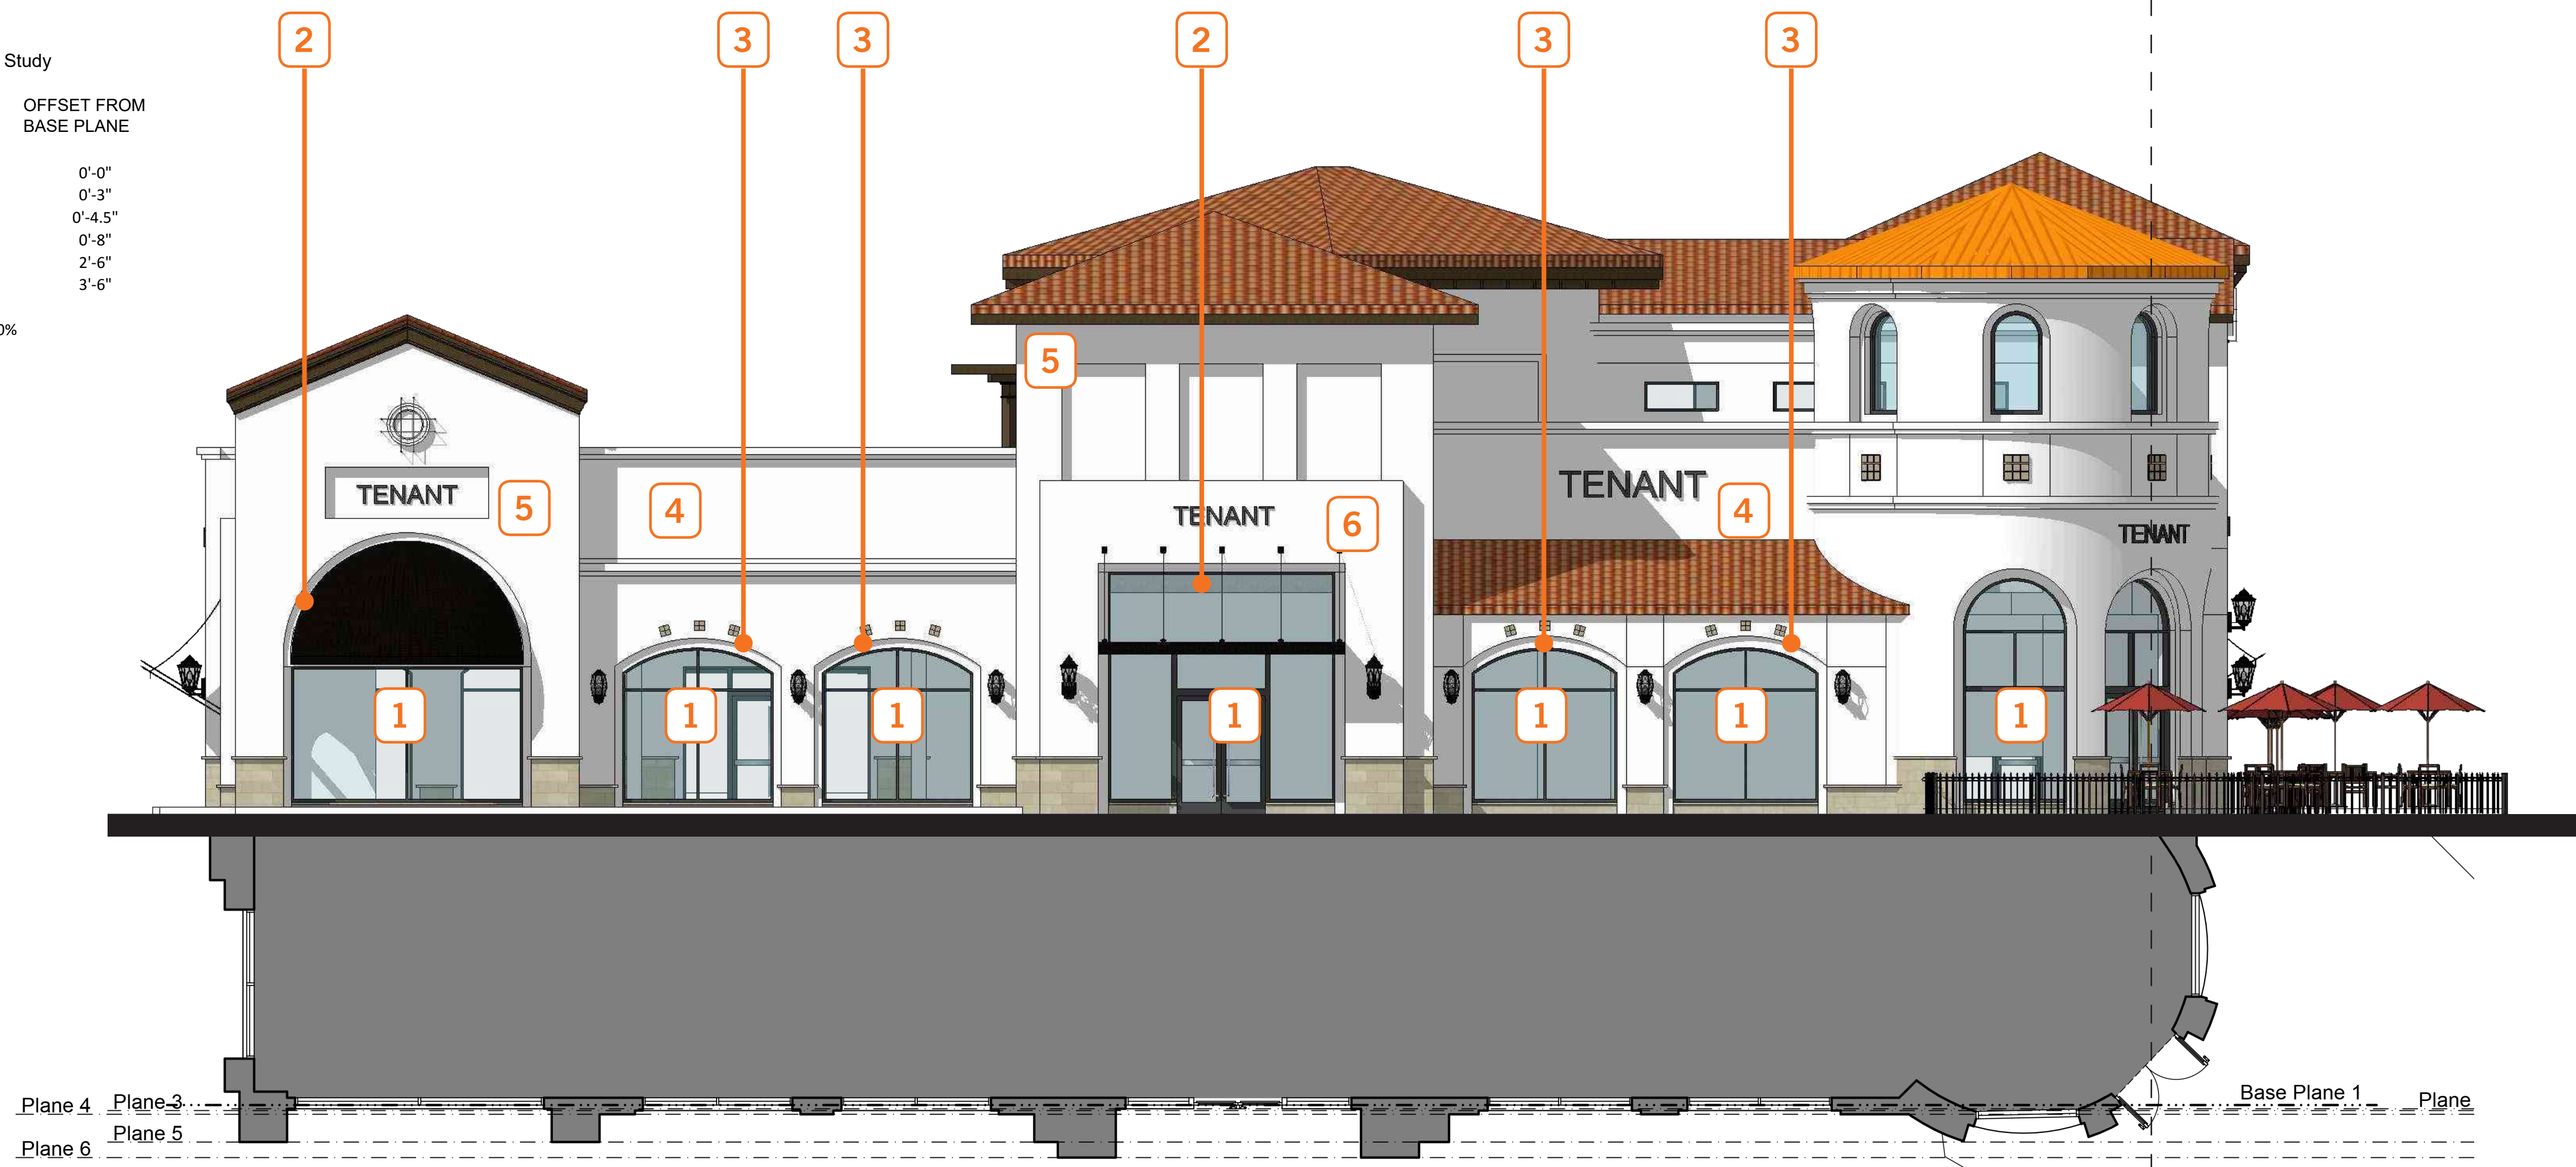 2
3
3
2
3
3
Study
OFFSET FROM
BASE PLANE
0'-0"
0'-3"
0'-4.5"
0'-8"
2'-6"
3'-6"
0%
5
TENANT
5
4
TENANT
6
TENANT
4
TENANT
1
1
1
1
1
1
1
Plane 4
Plane 3
Base Plane 1
Plane
Plane 5
Plane 6